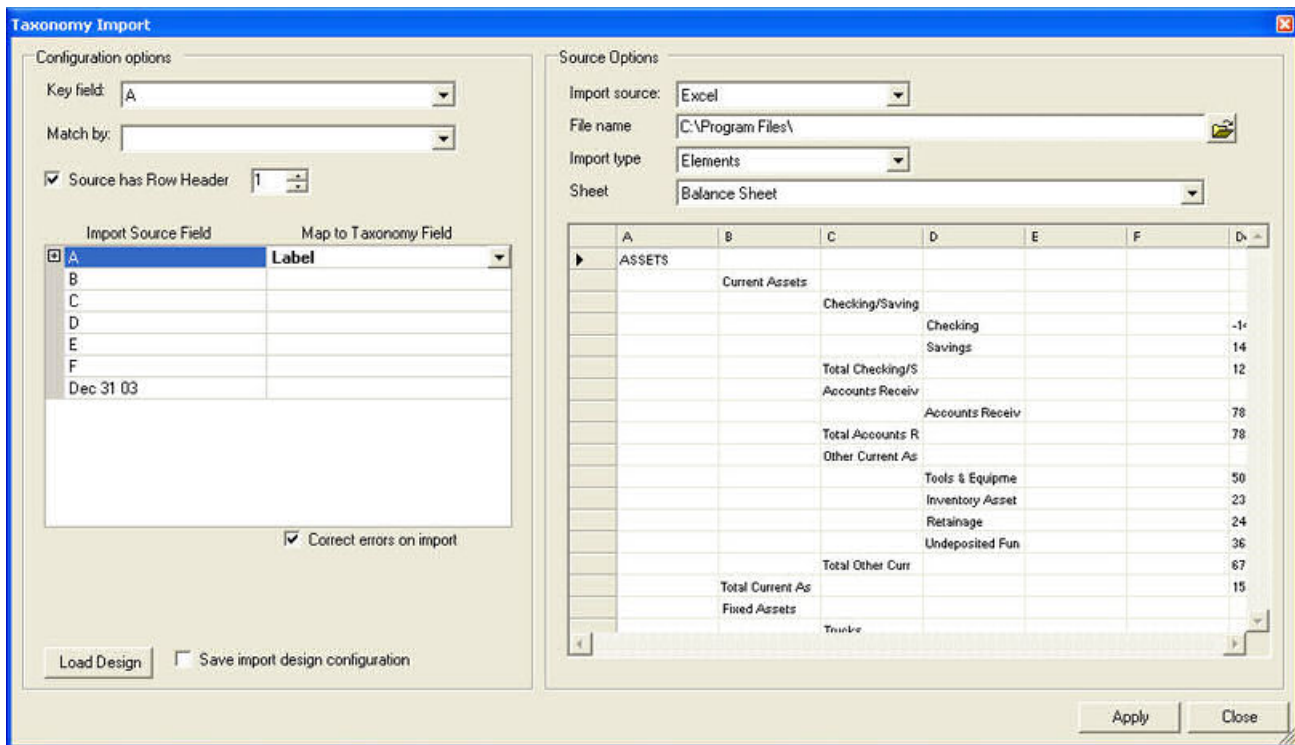 Taxonomy Import
Configuration options
Key field: A
Match by:
Source has Row Header 1
Import Source Field Map to Taxonomy Field
A Label
B
C
D
E
F
Dec 31 03
Correct errors on import
Load Design Save import design configuration
Source Options
Import source: Excel
File name C:\Program Files\
Import type Elements
Sheet Balance Sheet
A B C D E F
ASSETS
Current Assets
Checking/Saving
Checking -14
Savings 14
Total Checking/S 12
Accounts Receiv
Accounts Receiv 78
Total Accounts R 78
Other Current As
Tools & Equipme 50
Inventory Asset 23
Retainage 24
Undeposited Fun 36
Total Other Curr 67
Total Current As 15
Fixed Assets
Trucks
Apply Close